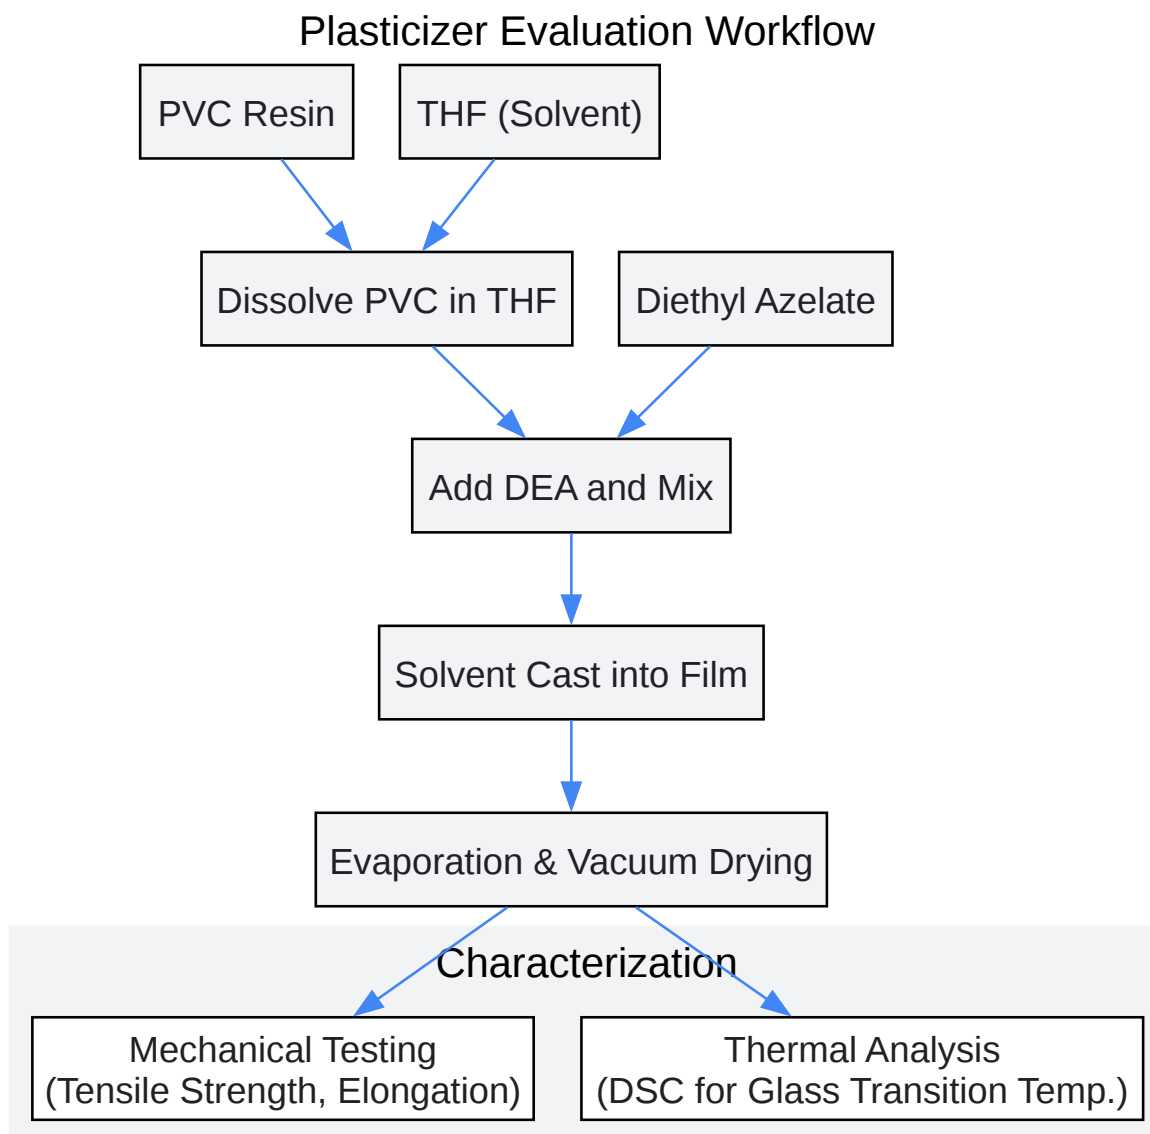 Plasticizer Evaluation Workflow
PVC Resin
THF (Solvent)
Dissolve PVC in THF
Diethyl Azelate
Add DEA and Mix
Solvent Cast into Film
Evaporation & Vacuum Drying
Characterization
Mechanical Testing
(Tensile Strength, Elongation)
Thermal Analysis
(DSC for Glass Transition Temp.)